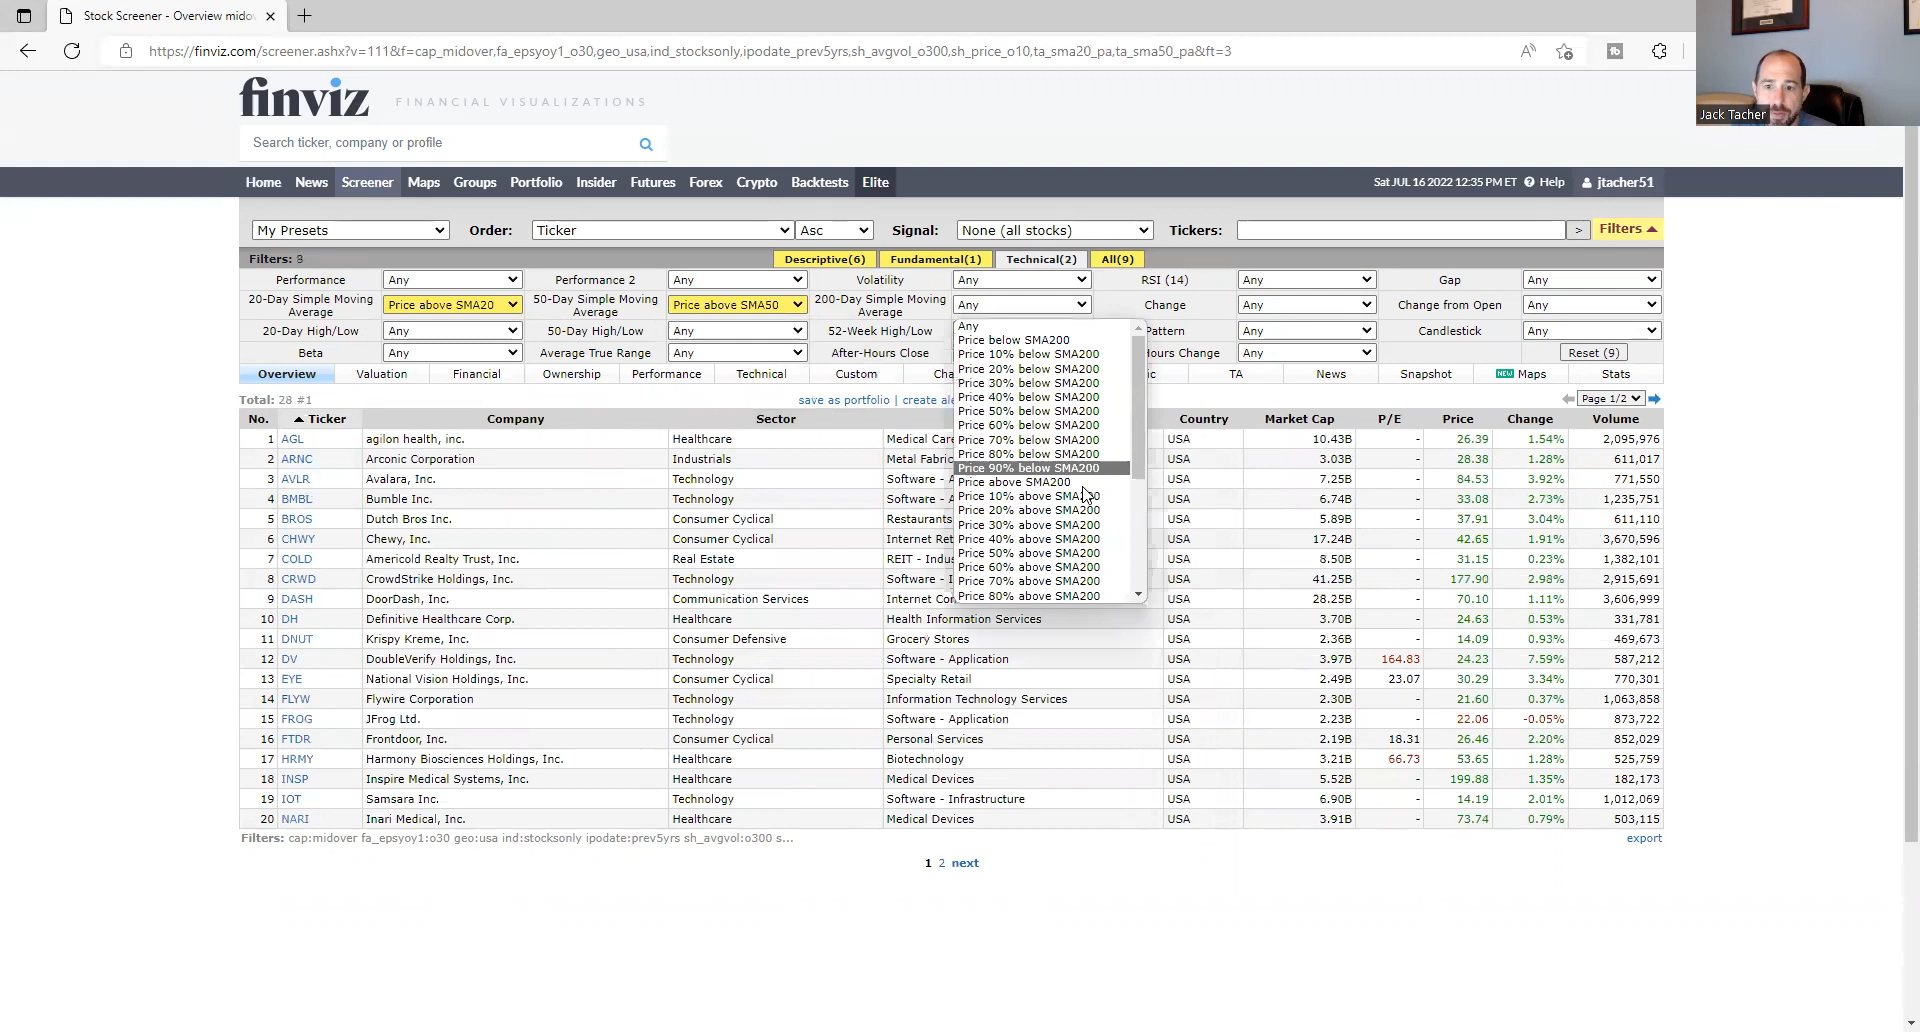 Stock Screener - Overview mido
https://finviz.com/screener.ashx?v=111&f=cap_midover,fa_epsyoy1_o30,geo_usa,ind_stocksonly,ipodate_prev5yrs,sh_avgvol_o300,sh_price_o10,ta_sma20_pa,ta_sma50_pa&ft=3
Jack Tacher
finviz FINANCIAL VISUALIZATIONS
Search ticker, company or profile
Home News Screener Maps Groups Portfolio Insider Futures Forex Crypto Backtests Elite Sat JUL 16 2022 12:35 PM ET Help jtacher51
My Presets Order: Ticker Asc Signal: None (all stocks) Tickers: > Filters
Filters: 8 Descriptive(6) Fundamental(1) Technical(2) All(9)
Performance Any Performance 2 Any Volatility Any RSI (14) Any Gap Any
20-Day Simple Moving Average Price above SMA20 50-Day Simple Moving Average Price above SMA50 200-Day Simple Moving Average Any Change Any Change from Open Any
20-Day High/Low Any 50-Day High/Low Any 52-Week High/Low Pattern Any Candlestick Any
Beta Any Average True Range Any After-Hours Close Change Any Reset (9)
Any
Price below SMA200
Price 10% below SMA200
Price 20% below SMA200
Price 30% below SMA200
Price 40% below SMA200
Price 50% below SMA200
Price 60% below SMA200
Price 70% below SMA200
Price 80% below SMA200
Price 90% below SMA200
Price above SMA200
Price 10% above SMA200
Price 20% above SMA200
Price 30% above SMA200
Price 40% above SMA200
Price 50% above SMA200
Price 60% above SMA200
Price 70% above SMA200
Price 80% above SMA200
Overview Valuation Financial Ownership Performance Technical Custom TA News Snapshot NEW Maps Stats
Total: 28 #1 save as portfolio | create Page 1/2
No. Ticker Company Sector Country Market Cap P/E Price Change Volume
1 AGL agilon health, inc. Healthcare Medical Care USA 10.43B - 26.39 1.54% 2,095,976
2 ARNC Arconic Corporation Industrials Metal USA 3.03B - 28.38 1.28% 611,017
3 AVLR Avalara, Inc. Technology Software - USA 7.25B - 84.53 3.92% 771,550
4 BMBL Bumble Inc. Technology Software - USA 6.74B - 33.08 2.73% 1,235,751
5 BROS Dutch Bros Inc. Consumer Cyclical Restaurants USA 5.89B - 37.91 3.04% 611,110
6 CHWY Chewy, Inc. Consumer Cyclical Internet USA 17.24B - 42.65 1.91% 3,670,596
7 COLD Americold Realty Trust, Inc. Real Estate REIT - USA 8.50B - 31.15 0.23% 1,382,101
8 CRWD CrowdStrike Holdings, Inc. Technology Software - USA 41.25B - 177.90 2.98% 2,915,691
9 DASH DoorDash, Inc. Communication Services Internet USA 28.25B - 70.10 1.11% 3,606,999
10 DH Definitive Healthcare Corp. Healthcare Health Information Services USA 3.70B - 24.63 0.53% 331,781
11 DNUT Krispy Kreme, Inc. Consumer Defensive Grocery Stores USA 2.36B - 14.09 0.93% 469,673
12 DV DoubleVerify Holdings, Inc. Technology Software - Application USA 3.97B 164.83 24.23 7.59% 587,212
13 EYE National Vision Holdings, Inc. Consumer Cyclical Specialty Retail USA 2.49B 23.07 30.29 3.34% 770,301
14 FLYW Flywire Corporation Technology Information Technology Services USA 2.30B - 21.60 0.37% 1,063,858
15 FROG JFrog Ltd. Technology Software - Application USA 2.23B - 22.06 -0.05% 873,722
16 FTDR Frontdoor, Inc. Consumer Cyclical Personal Services USA 2.19B 18.31 26.46 2.20% 852,029
17 HRMY Harmony Biosciences Holdings, Inc. Healthcare Biotechnology USA 3.21B 66.73 53.65 1.28% 525,759
18 INSP Inspire Medical Systems, Inc. Healthcare Medical Devices USA 5.52B - 199.88 1.35% 182,173
19 IOT Samsara Inc. Technology Software - Infrastructure USA 6.90B - 14.19 2.01% 1,012,069
20 NARI Inari Medical, Inc. Healthcare Medical Devices USA 3.91B - 73.74 0.79% 503,115
Filters: cap:midover fa_epsyoy1:o30 geo:usa ind:stocksonly ipodate:prev5yrs sh_avgvol:o300 s... export
1 2 next